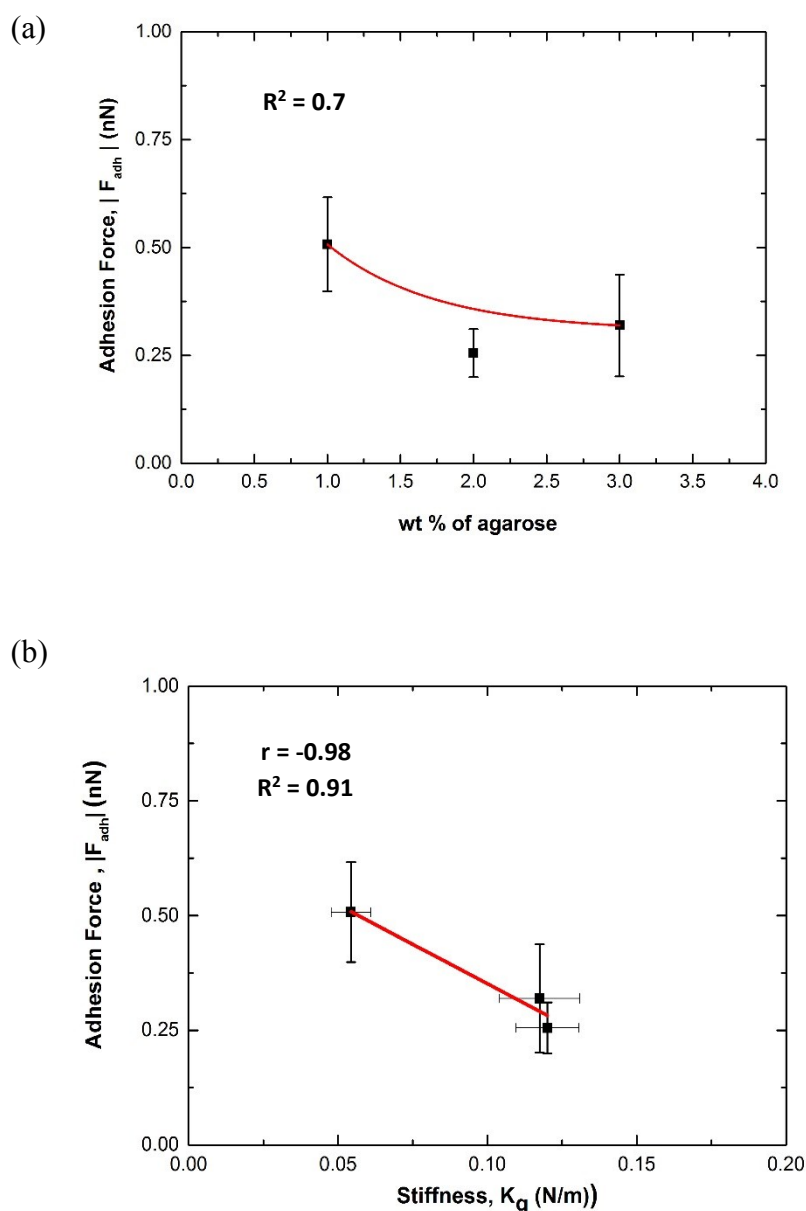 (a)
1.00
0.75
0.50
0.25
0.00
Adhesion Force, | F_adh | (nN)
R² = 0.7
0.0 0.5 1.0 1.5 2.0 2.5 3.0 3.5 4.0
wt % of agarose
(b)
1.00
0.75
0.50
0.25
0.00
Adhesion Force , |F_adh| (nN)
r = -0.98
R² = 0.91
0.00 0.05 0.10 0.15 0.20
Stiffness, K_g (N/m))